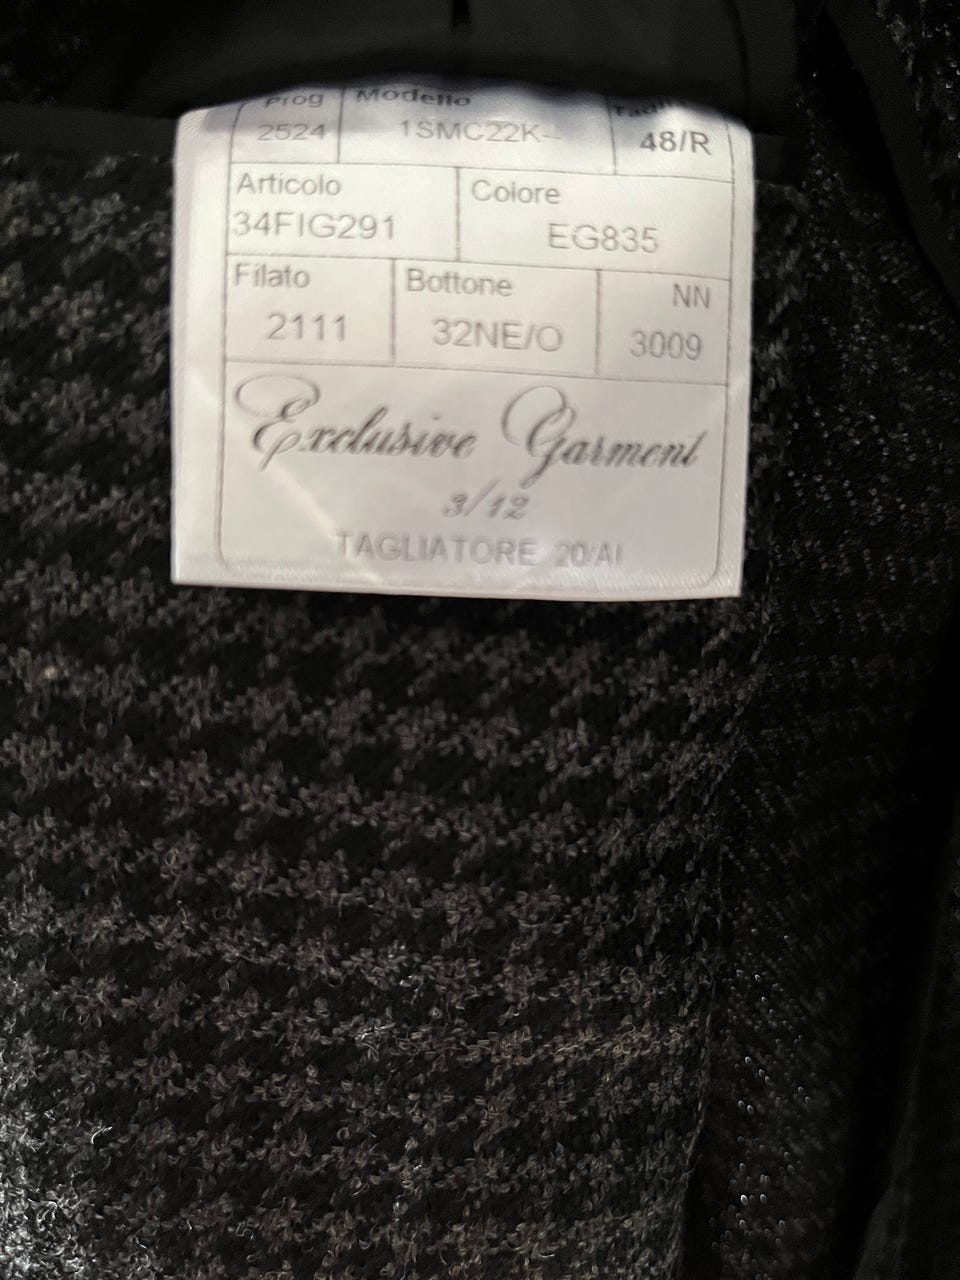 Prog Modello
2524 1SMC22K- 48/R
Articolo Colore
34FIG291 EG835
Filato Bottone NN
2111 32NE/O 3009
Exclusive Garment
3/12
TAGLIATORE 20/AI